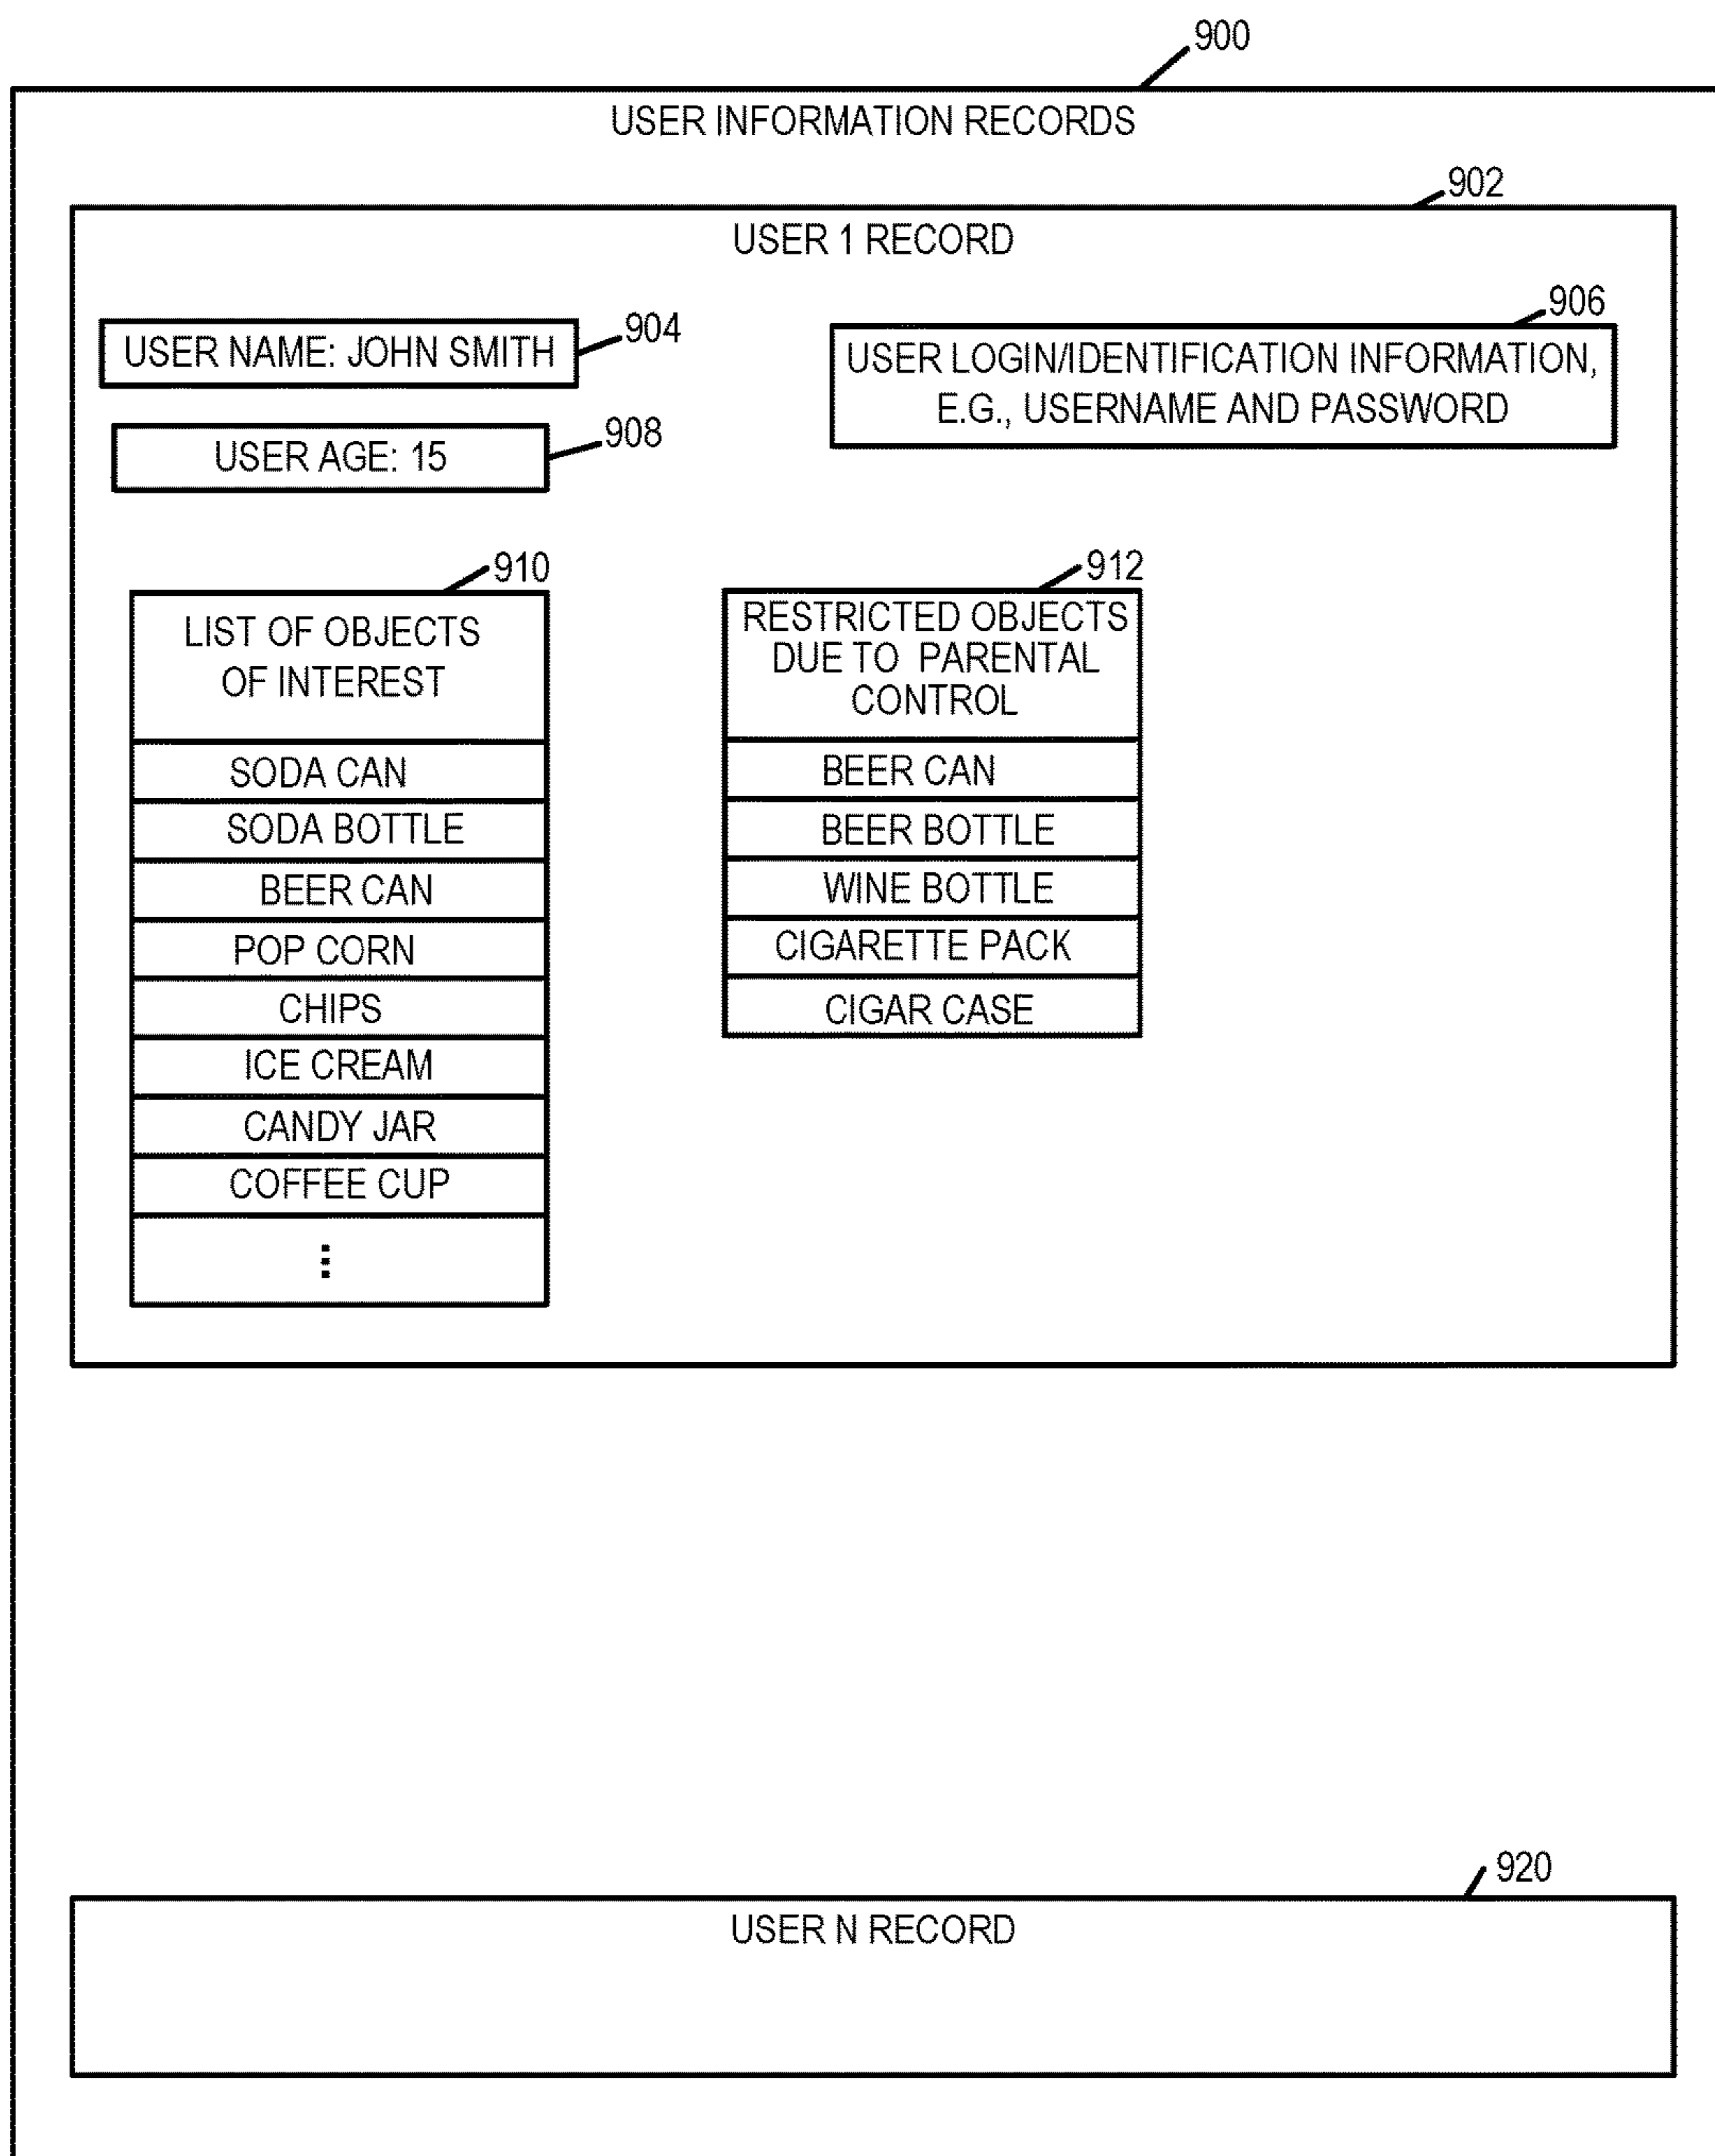 900
USER INFORMATION RECORDS
902
USER 1 RECORD
USER NAME: JOHN SMITH
904
906
USER LOGIN/IDENTIFICATION INFORMATION,
E.G., USERNAME AND PASSWORD
USER AGE: 15
908
910
LIST OF OBJECTS
OF INTEREST
SODA CAN
SODA BOTTLE
BEER CAN
POP CORN
CHIPS
ICE CREAM
CANDY JAR
COFFEE CUP
⋮
912
RESTRICTED OBJECTS
DUE TO PARENTAL
CONTROL
BEER CAN
BEER BOTTLE
WINE BOTTLE
CIGARETTE PACK
CIGAR CASE
920
USER N RECORD